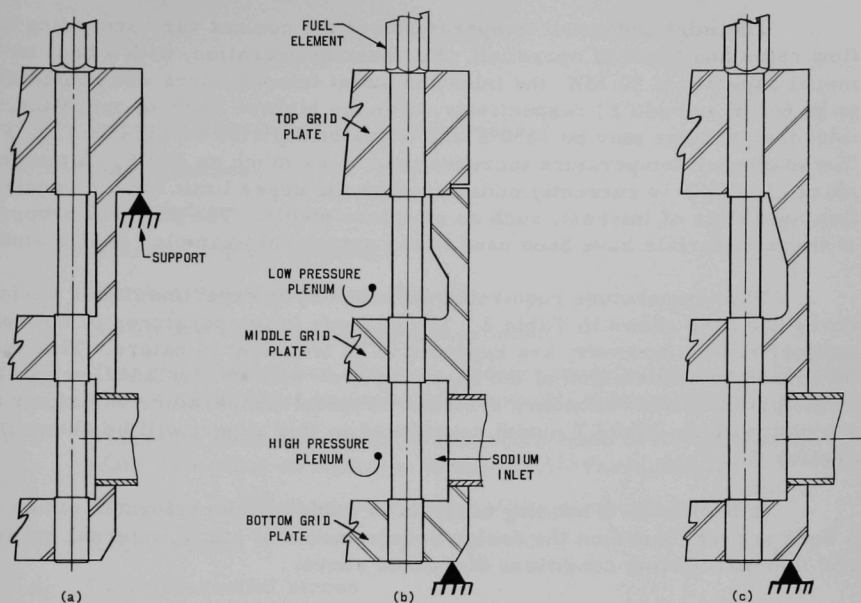 FUEL
ELEMENT
TOP GRID
PLATE
SUPPORT
LOW PRESSURE
PLENUM
MIDDLE GRID
PLATE
HIGH PRESSURE
PLENUM
SODIUM
INLET
BOTTOM GRID
PLATE
(a)
(b)
(c)